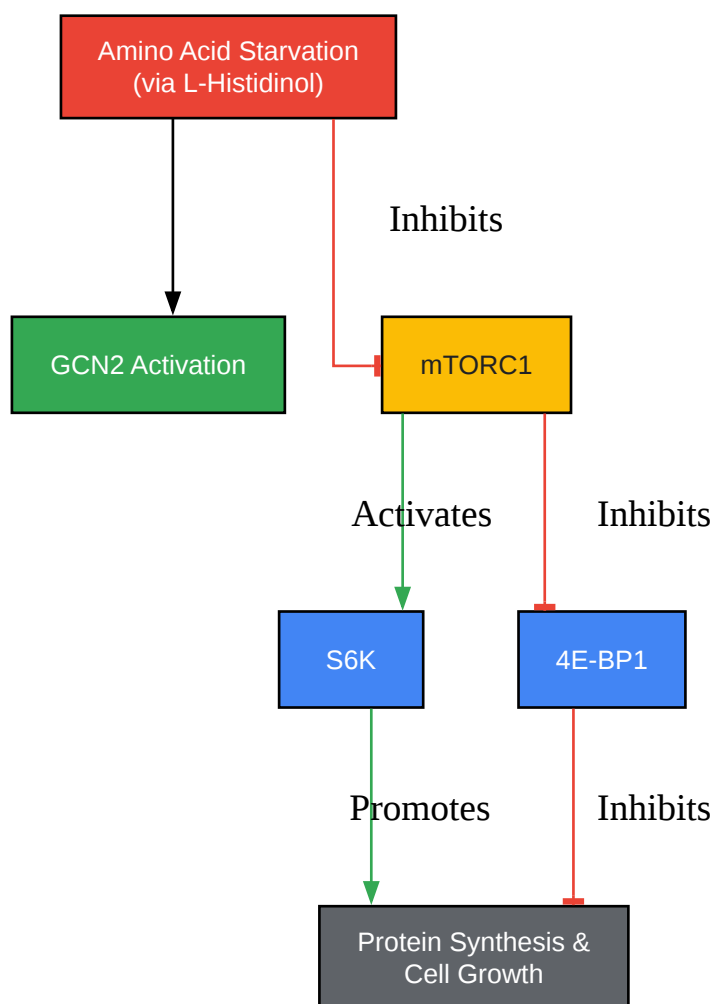 Amino Acid Starvation
(via L-Histidinol)
Inhibits
GCN2 Activation
mTORC1
Activates
Inhibits
S6K
4E-BP1
Promotes
Inhibits
Protein Synthesis &
Cell Growth